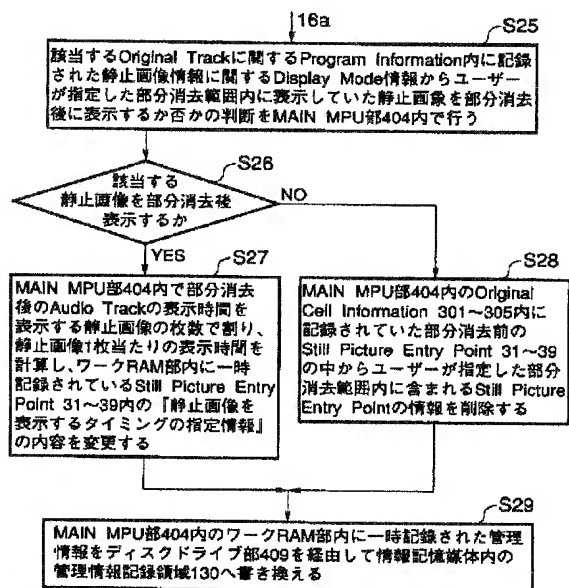 16a
S25
該当するOriginal Trackに関するProgram Information内に記録
された静止画像情報に関するDisplay Mode情報からユーザー
が指定した部分消去範囲内に表示していた静止画象を部分消去
後に表示するか否かの判断をMAIN MPU部404内で行う
S26
該当する
静止画像を部分消去後
表示するか
NO
YES
S27
MAIN MPU部404内で部分消去
後のAudio Trackの表示時間を
表示する静止画像の枚数で割り、
静止画像1枚当たりの表示時間を
計算し、ワークRAM部内に一時
記録されているStill Picture Entry
Point 31～39内の『静止画像を
表示するタイミングの指定情報』
の内容を変更する
S28
MAIN MPU部404内のOriginal
Cell Information 301～305内に
記録されていた部分消去前の
Still Picture Entry Point 31～39
の中からユーザーが指定した部分
消去範囲内に含まれるStill Picture
Entry Pointの情報を削除する
S29
MAIN MPU部404内のワークRAM部内に一時記録された管理
情報をディスクドライブ部409を経由して情報記憶媒体内の
管理情報記録領域130へ書き換える